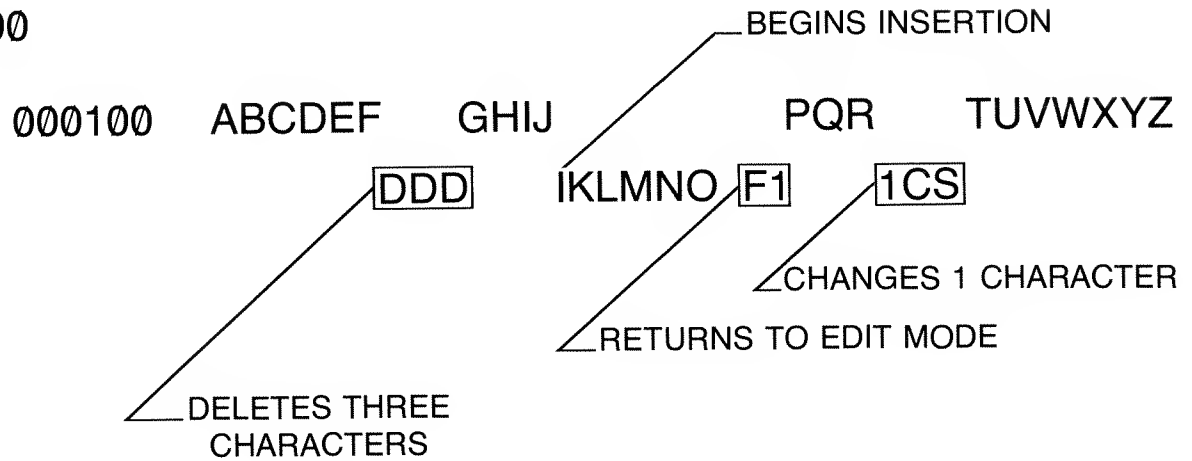 BEGINS INSERTION
000100 ABCDEF GHIJ PQR TUVWXYZ
DDD IKLMNO F1 1CS
CHANGES 1 CHARACTER
RETURNS TO EDIT MODE
DELETES THREE
CHARACTERS